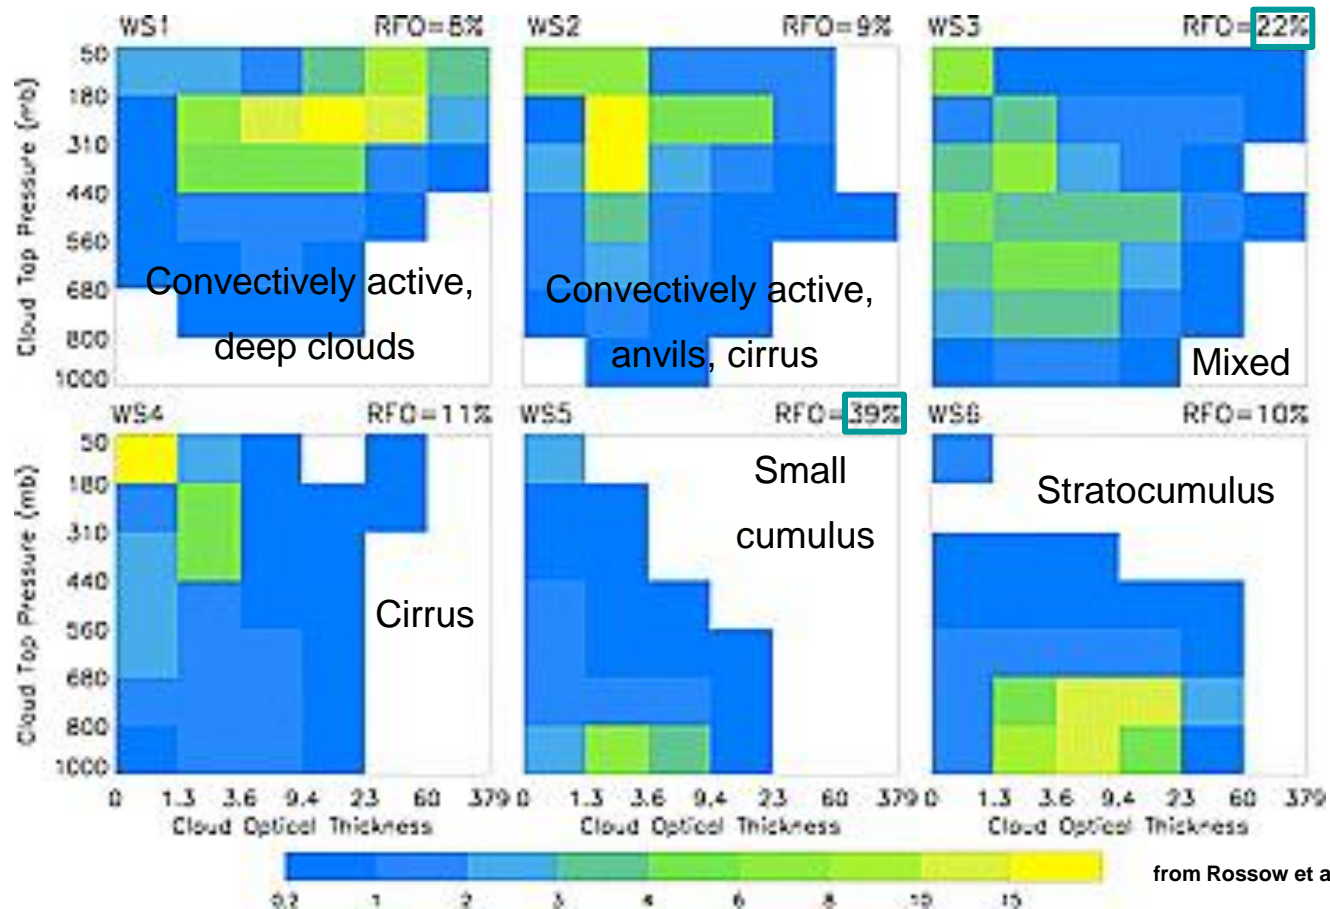 WS1 RFO=8% WS2 RFO=9% WS3 RFO=22%
Cloud Top Pressure (mb)
50
180
310
440
560
680
800
1000
Convectively active,
deep clouds
Convectively active,
anvils, cirrus
Mixed
WS4 RFO=11% WS5 RFO=39% WS6 RFO=10%
Cloud Top Pressure (mb)
50
180
310
440
560
680
800
1000
Cirrus
Small
cumulus
Stratocumulus
0 1.3 3.6 9.4 23 60 379 0 1.3 3.6 9.4 23 60 379 0 1.3 3.6 9.4 23 60 379
Cloud Optical Thickness Cloud Optical Thickness Cloud Optical Thickness
0.2 1 2 3 4 6 8 10 15
from Rossow et a